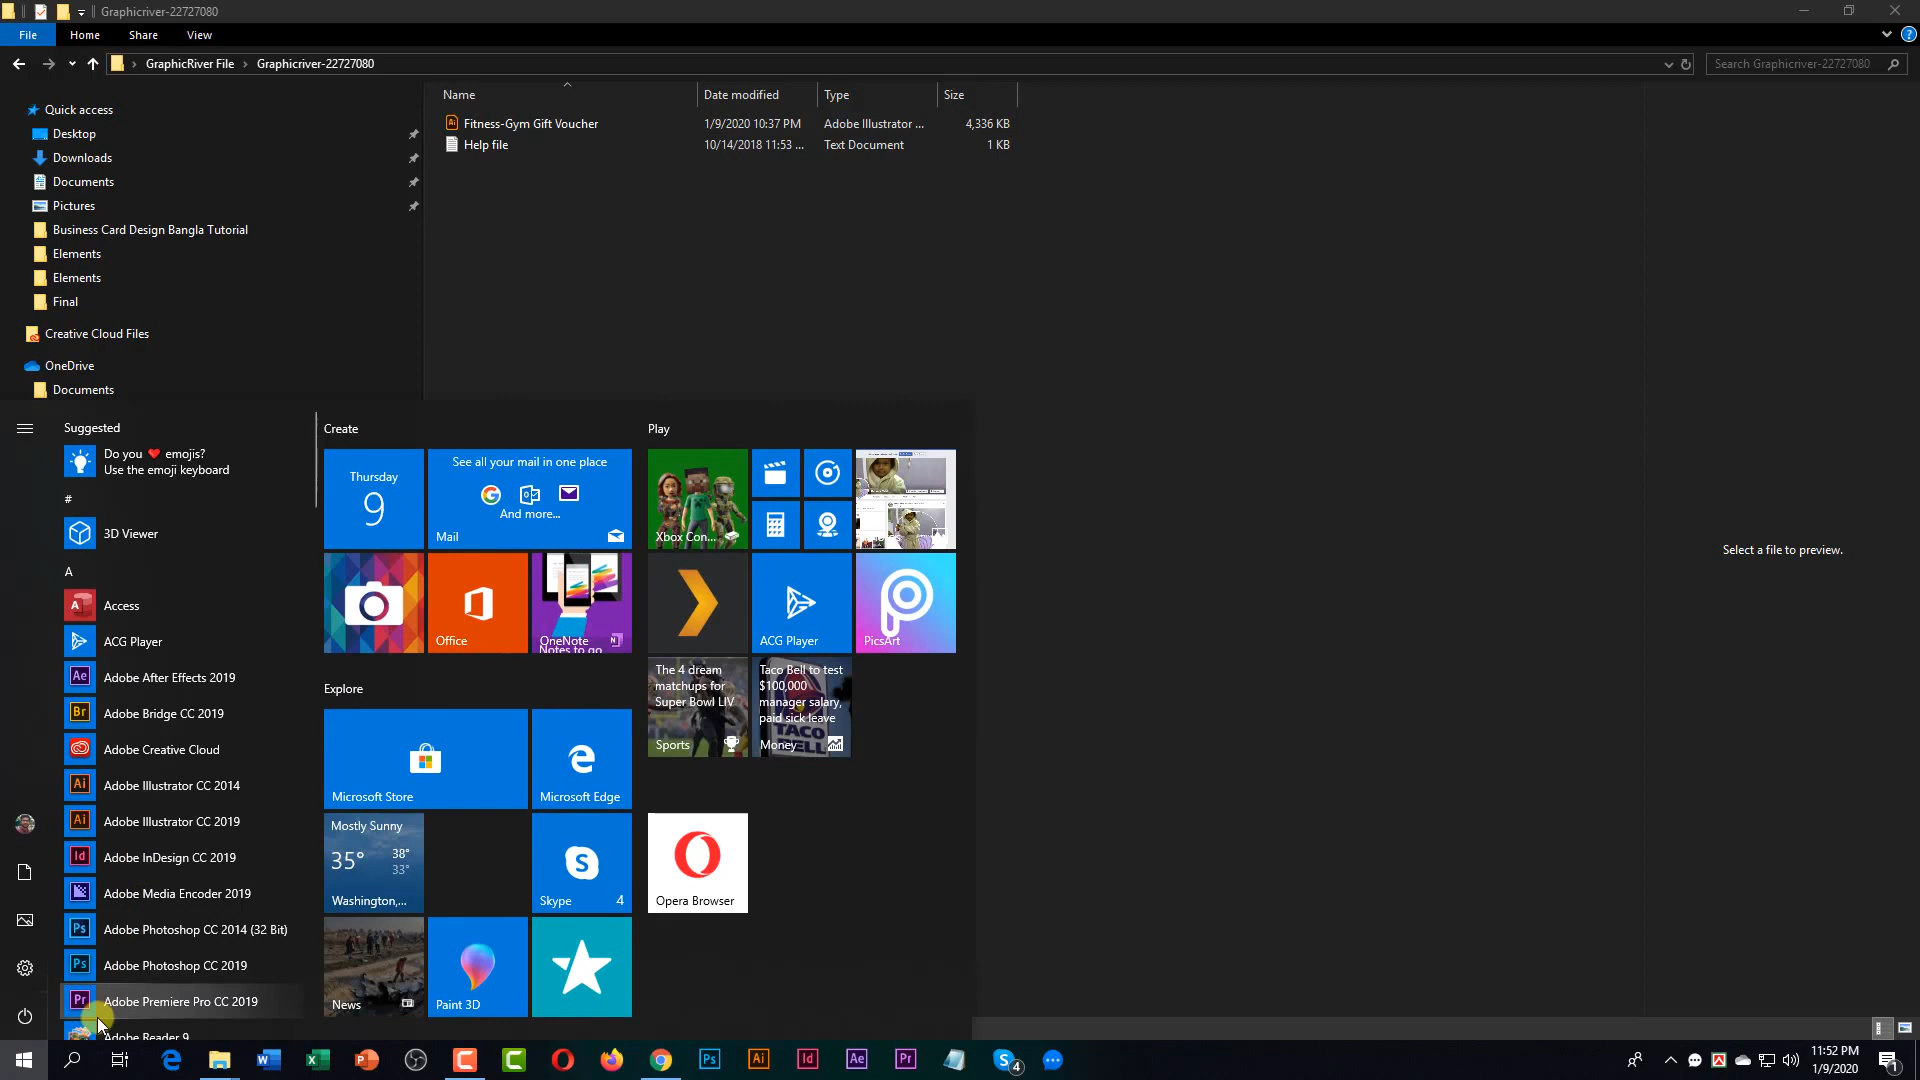 Graphicriver-22727080
File Home Share View
GraphicRiver File Graphicriver-22727080
Search Graphicriver-22727080
Name Date modified Type Size
Fitness-Gym Gift Voucher 1/9/2020 10:37 PM Adobe Illustrator ... 4,336 KB
Help file 10/14/2018 11:53 ... Text Document 1 KB
Quick access
Desktop
Downloads
Documents
Pictures
Business Card Design Bangla Tutorial
Elements
Elements
Final
Creative Cloud Files
OneDrive
Documents
Select a file to preview.
Suggested
Do you ❤ emojis?
Use the emoji keyboard
#
3D Viewer
A
Access
ACG Player
Adobe After Effects 2019
Adobe Bridge CC 2019
Adobe Creative Cloud
Adobe Illustrator CC 2014
Adobe Illustrator CC 2019
Adobe InDesign CC 2019
Adobe Media Encoder 2019
Adobe Photoshop CC 2014 (32 Bit)
Adobe Photoshop CC 2019
Adobe Premiere Pro CC 2019
Adobe Reader 9
Create
Thursday
9
See all your mail in one place
And more...
Mail
Office
OneNote
Notes to go
Explore
Microsoft Store
Microsoft Edge
Mostly Sunny
35° 38°
33°
Washington,...
Skype 4
News
Paint 3D
Play
Xbox Con...
ACG Player
PicsArt
The 4 dream
matchups for
Super Bowl LIV
Sports
Taco Bell to test
$100,000
manager salary,
paid sick leave
TACO
BELL
Money
Opera Browser
11:52 PM
1/9/2020